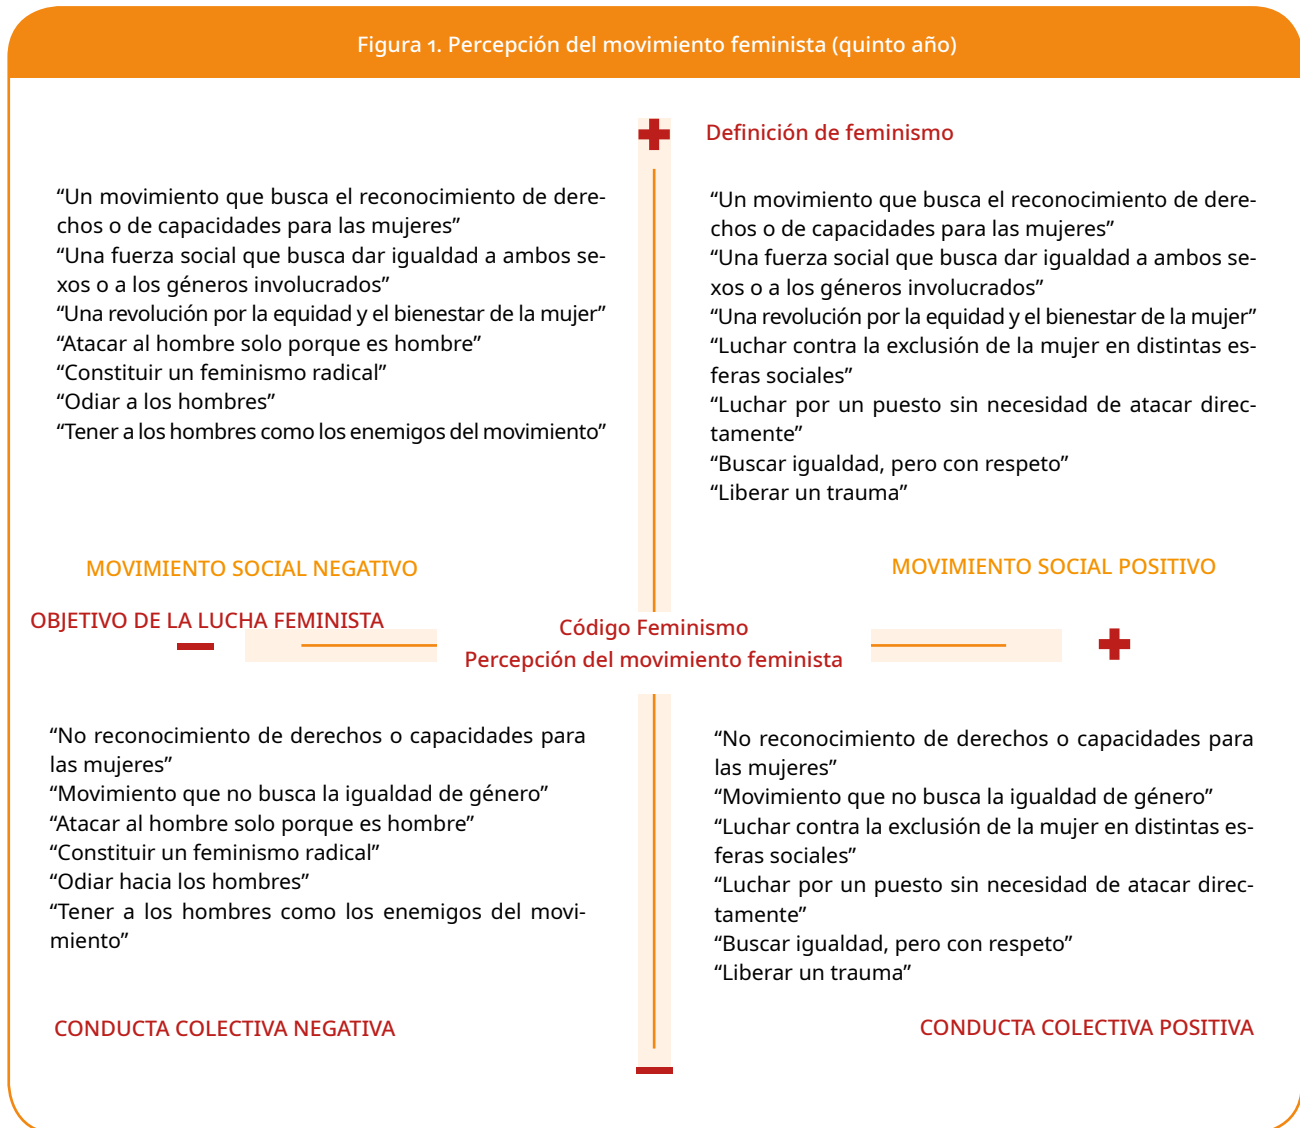 Figura 1. Percepción del movimiento feminista (quinto año)
Definición de feminismo
“Un movimiento que busca el reconocimiento de dere-
chos o de capacidades para las mujeres”
“Una fuerza social que busca dar igualdad a ambos se-
xos o a los géneros involucrados”
“Una revolución por la equidad y el bienestar de la mujer”
“Atacar al hombre solo porque es hombre”
“Constituir un feminismo radical”
“Odiar a los hombres”
“Tener a los hombres como los enemigos del movimiento”
MOVIMIENTO SOCIAL NEGATIVO
“Un movimiento que busca el reconocimiento de dere-
chos o de capacidades para las mujeres”
“Una fuerza social que busca dar igualdad a ambos se-
xos o a los géneros involucrados”
“Una revolución por la equidad y el bienestar de la mujer”
“Luchar contra la exclusión de la mujer en distintas es-
feras sociales”
“Luchar por un puesto sin necesidad de atacar direc-
tamente”
“Buscar igualdad, pero con respeto”
“Liberar un trauma”
MOVIMIENTO SOCIAL POSITIVO
OBJETIVO DE LA LUCHA FEMINISTA
Código Feminismo
Percepción del movimiento feminista
“No reconocimiento de derechos o capacidades para
las mujeres”
“Movimiento que no busca la igualdad de género”
“Atacar al hombre solo porque es hombre”
“Constituir un feminismo radical”
“Odiar hacia los hombres”
“Tener a los hombres como los enemigos del movi-
miento”
CONDUCTA COLECTIVA NEGATIVA
“No reconocimiento de derechos o capacidades para
las mujeres”
“Movimiento que no busca la igualdad de género”
“Luchar contra la exclusión de la mujer en distintas es-
feras sociales”
“Luchar por un puesto sin necesidad de atacar direc-
tamente”
“Buscar igualdad, pero con respeto”
“Liberar un trauma”
CONDUCTA COLECTIVA POSITIVA